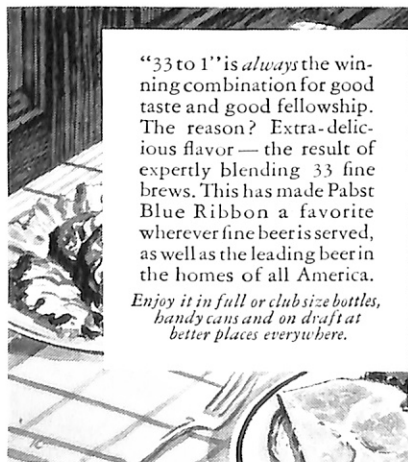 “33 to 1” is always the win-
ning combination for good
taste and good fellowship.
The reason? Extra-delic-
ious flavor — the result of
expertly blending 33 fine
brews. This has made Pabst
Blue Ribbon a favorite
wherever fine beer is served,
as well as the leading beer in
the homes of all America.
Enjoy it in full or club size bottles,
handy cans and on draft at
better places everywhere.